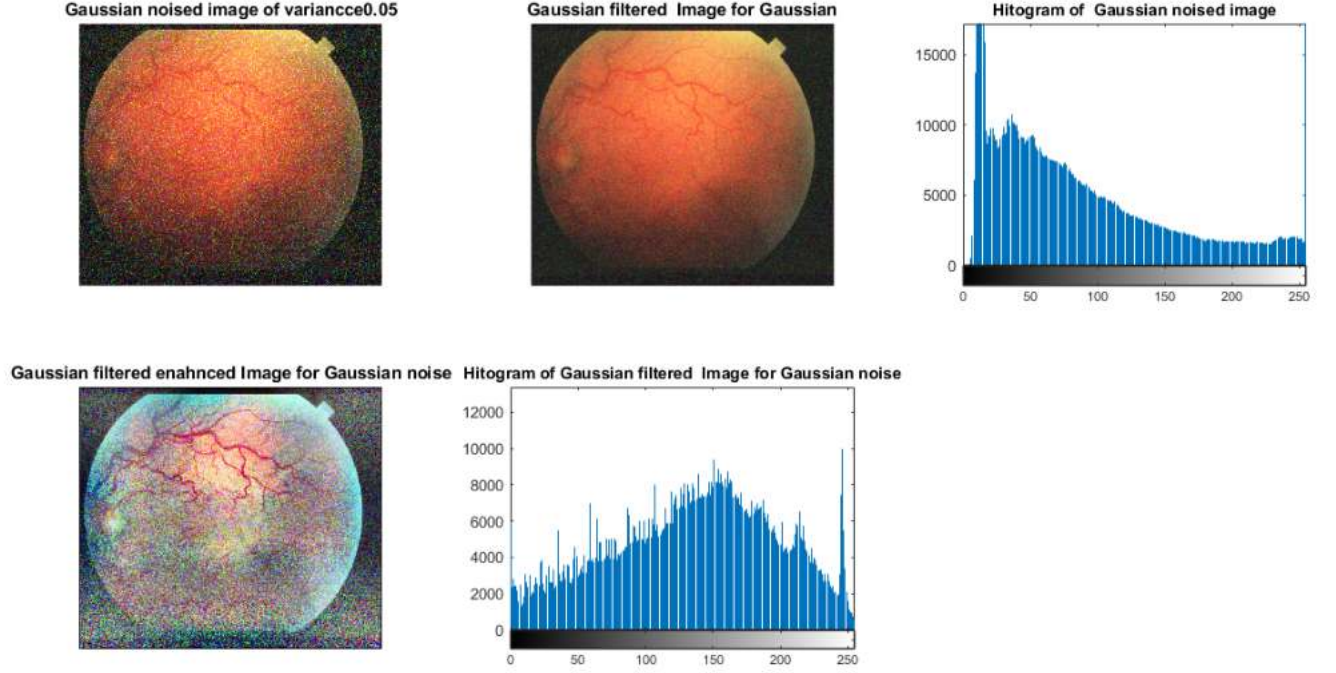 Gaussian noised image of variancce0.05
Gaussian filtered Image for Gaussian
Hitogram of Gaussian noised image
15000
10000
5000
0
0 50 100 150 200 250
Gaussian filtered enahnced Image for Gaussian noise
Hitogram of Gaussian filtered Image for Gaussian noise
12000
10000
8000
6000
4000
2000
0
0 50 100 150 200 250